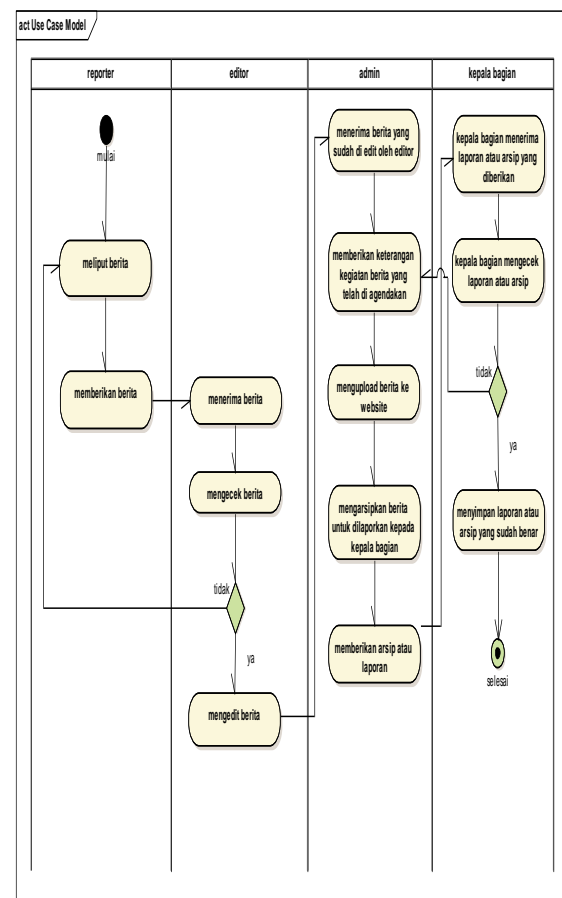 act Use Case Model
reporter
editor
admin
kepala bagian
mulai
meliput berita
memberikan berita
menerima berita
mengecek berita
tidak
ya
mengedit berita
menerima berita yang
sudah di edit oleh editor
memberikan keterangan
kegiatan berita yang
telah di agendakan
mengupload berita ke
website
mengarsipkan berita
untuk dilaporkan kepada
kepala bagian
memberikan arsip atau
laporan
kepala bagian menerima
laporan atau arsip yang
diberikan
kepala bagian mengecek
laporan atau arsip
tidak
ya
menyimpan laporan atau
arsip yang sudah benar
selesai